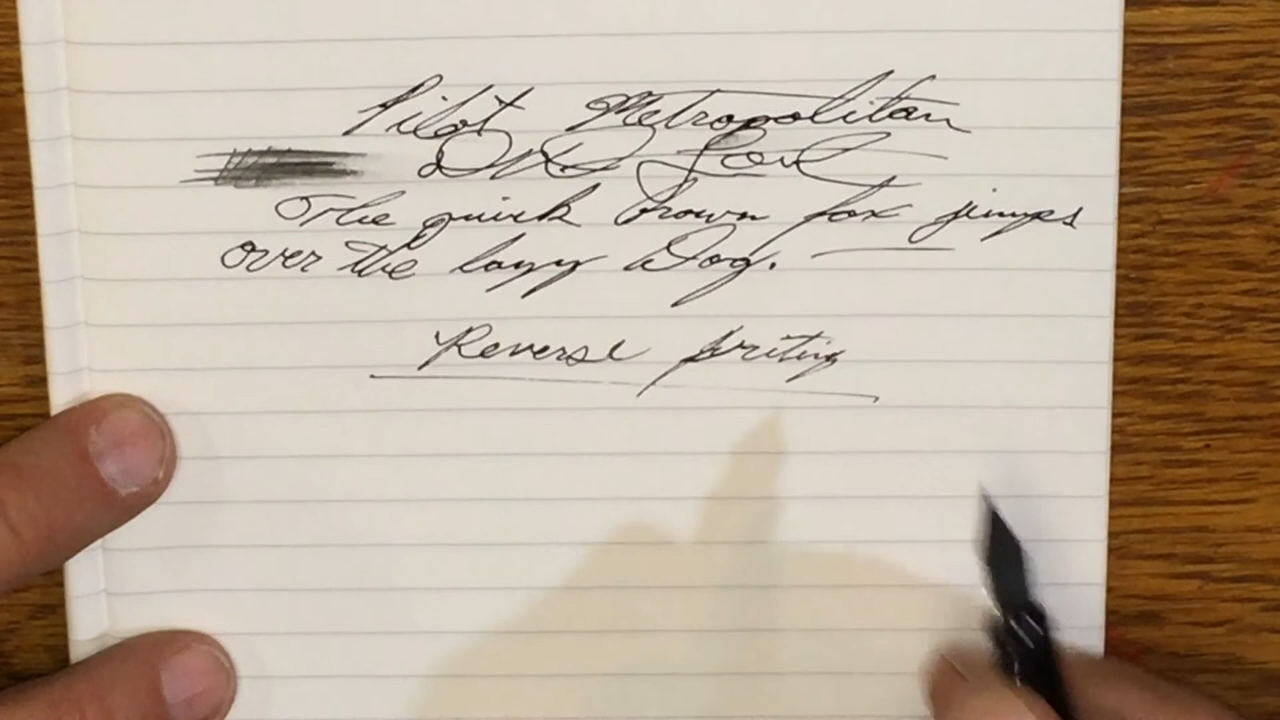 Pilot Metropolitan
The quick brown fox jumps
over the lazy Dog.
Reverse Writing